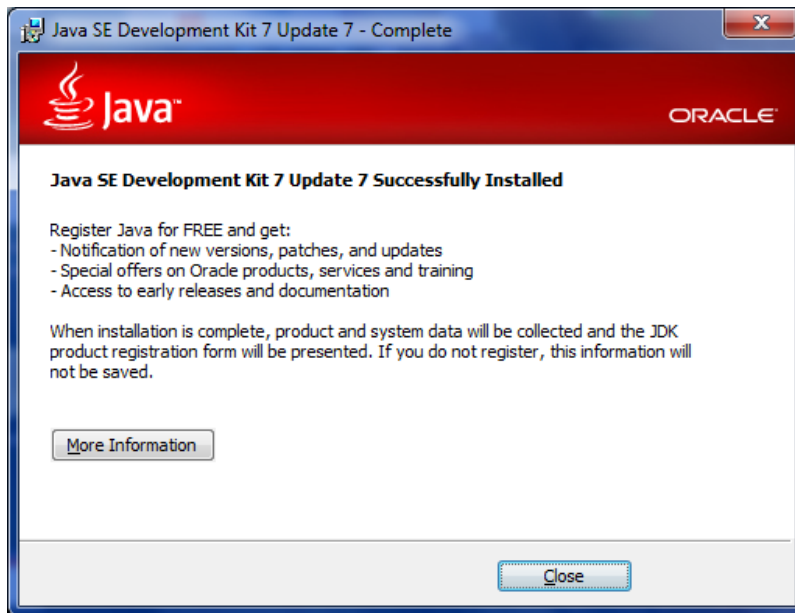 Java SE Development Kit 7 Update 7 - Complete
X
Java™
ORACLE®
Java SE Development Kit 7 Update 7 Successfully Installed
Register Java for FREE and get:
- Notification of new versions, patches, and updates
- Special offers on Oracle products, services and training
- Access to early releases and documentation
When installation is complete, product and system data will be collected and the JDK
product registration form will be presented. If you do not register, this information will
not be saved.
More Information
Close